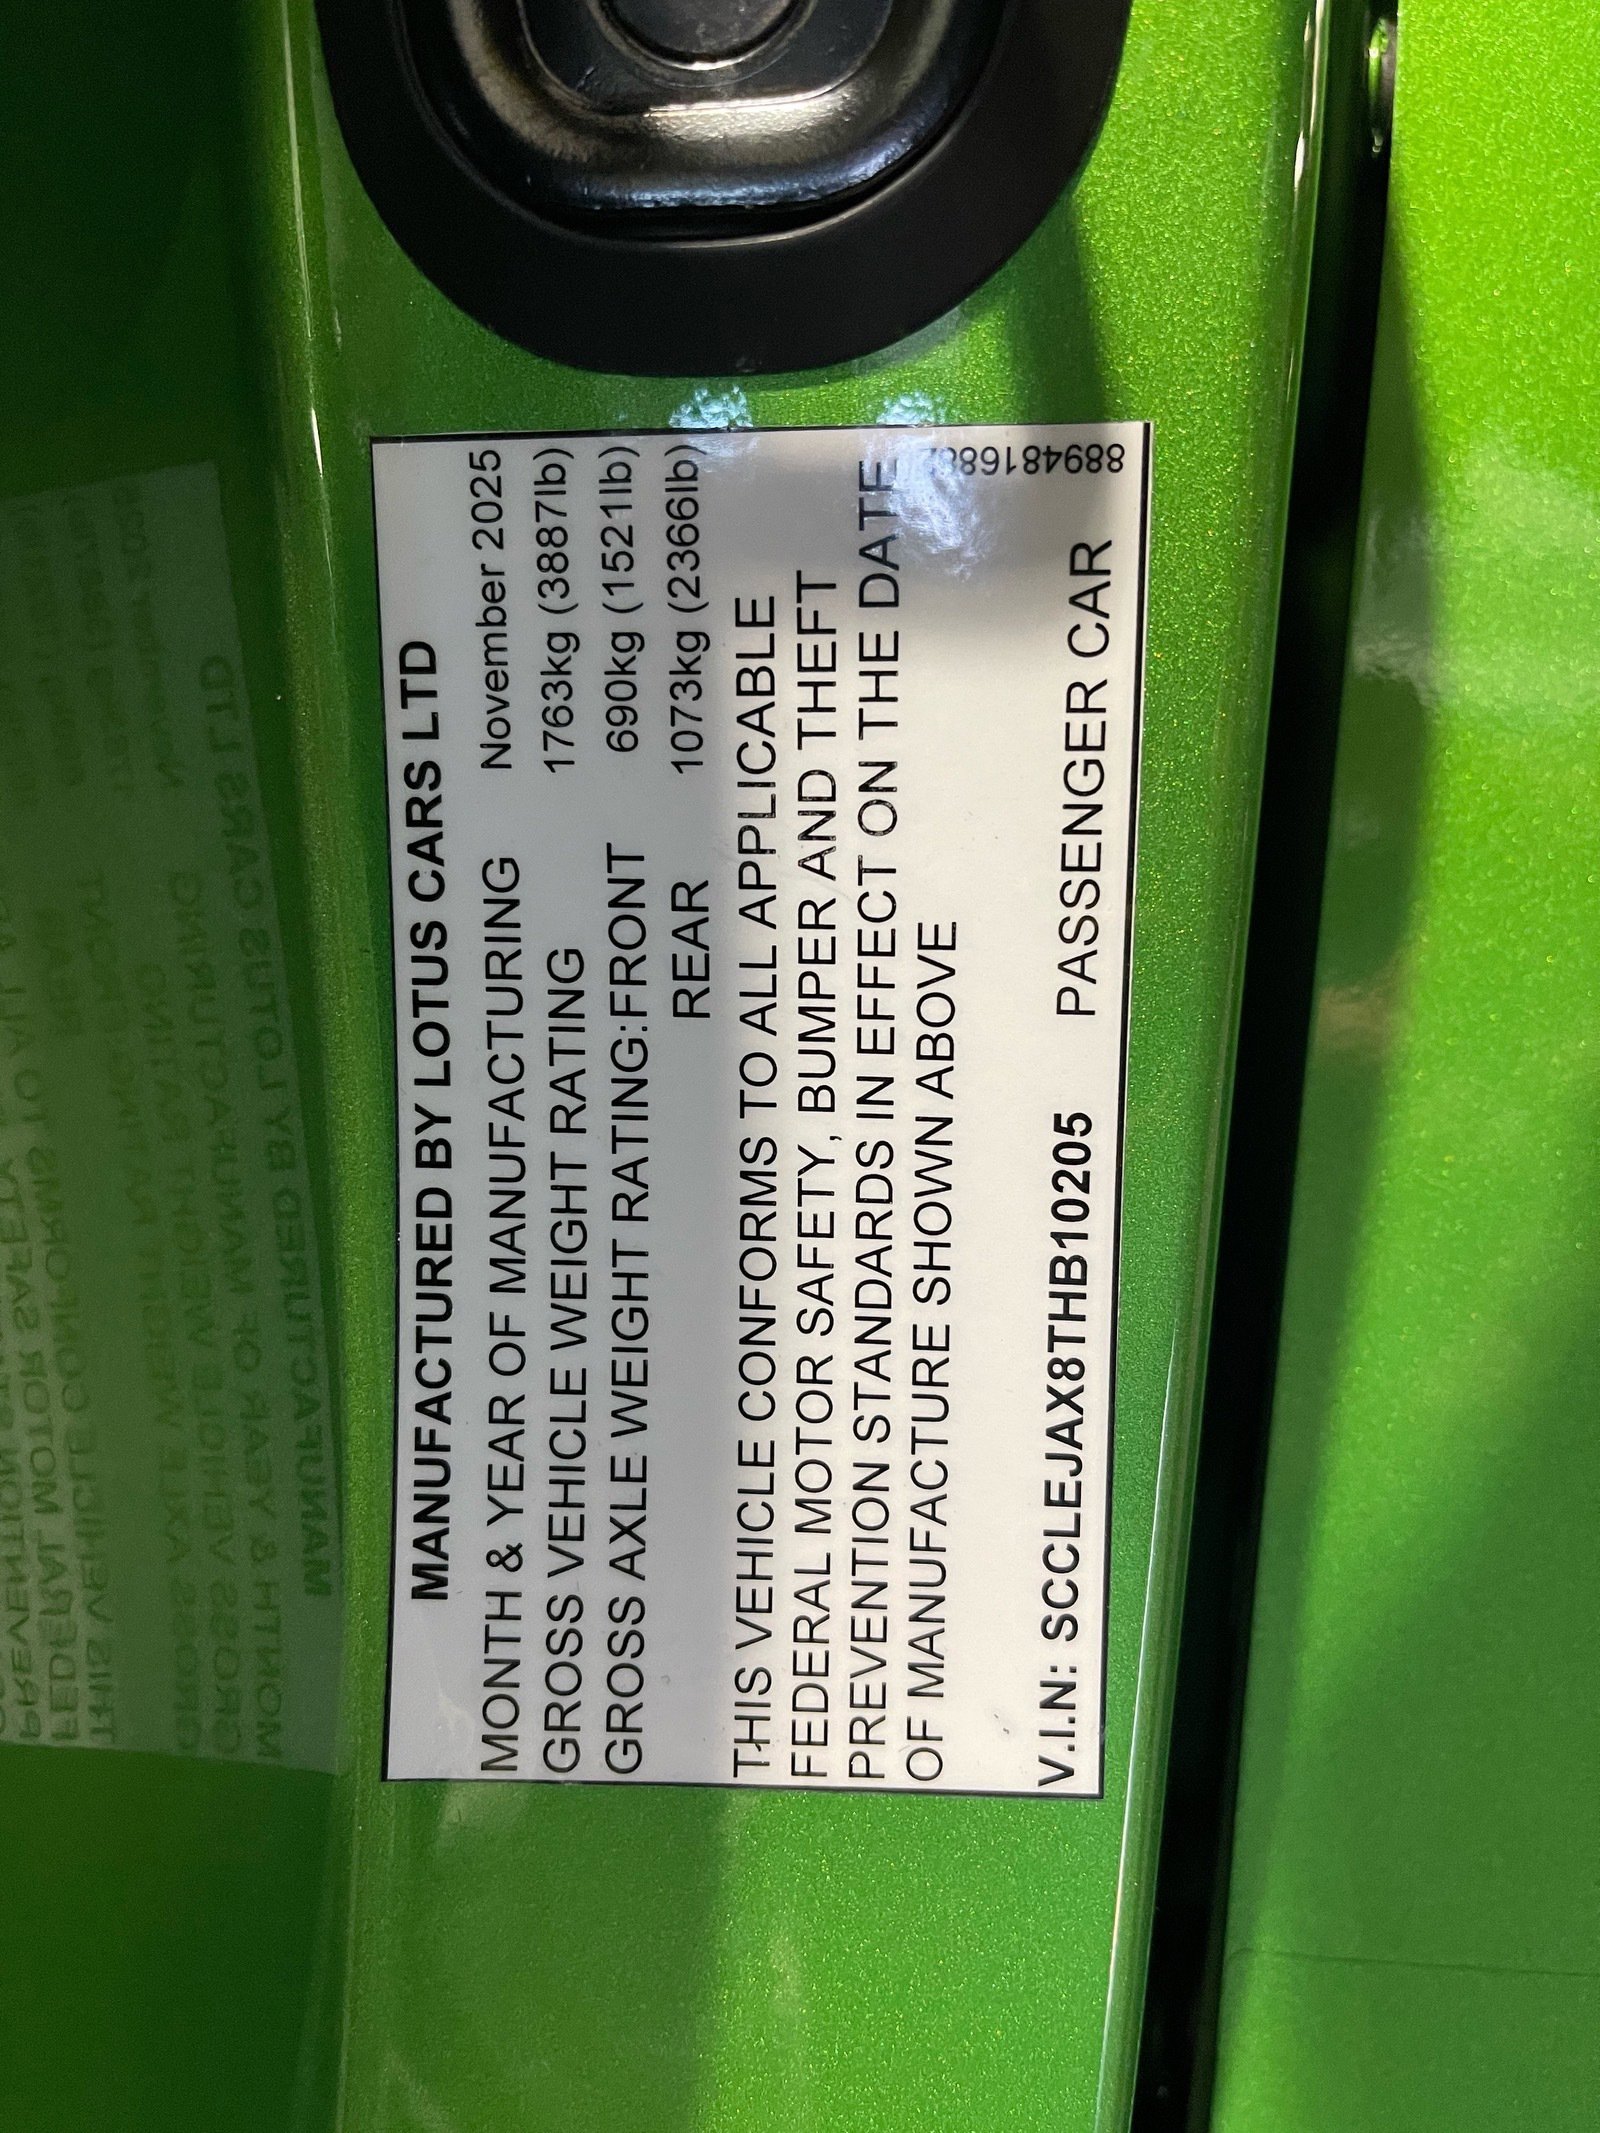 MANUFACTURED BY LOTUS CARS LTD
MONTH & YEAR OF MANUFACTURING November 2025
GROSS VEHICLE WEIGHT RATING 1763kg (3887lb)
GROSS AXLE WEIGHT RATING:FRONT 690kg (1521lb)
REAR 1073kg (2366lb)
THIS VEHICLE CONFORMS TO ALL APPLICABLE
FEDERAL MOTOR SAFETY, BUMPER AND THEFT
PREVENTION STANDARDS IN EFFECT ON THE DATE
OF MANUFACTURE SHOWN ABOVE
V.I.N: SCCLEJAX8THB10205 PASSENGER CAR